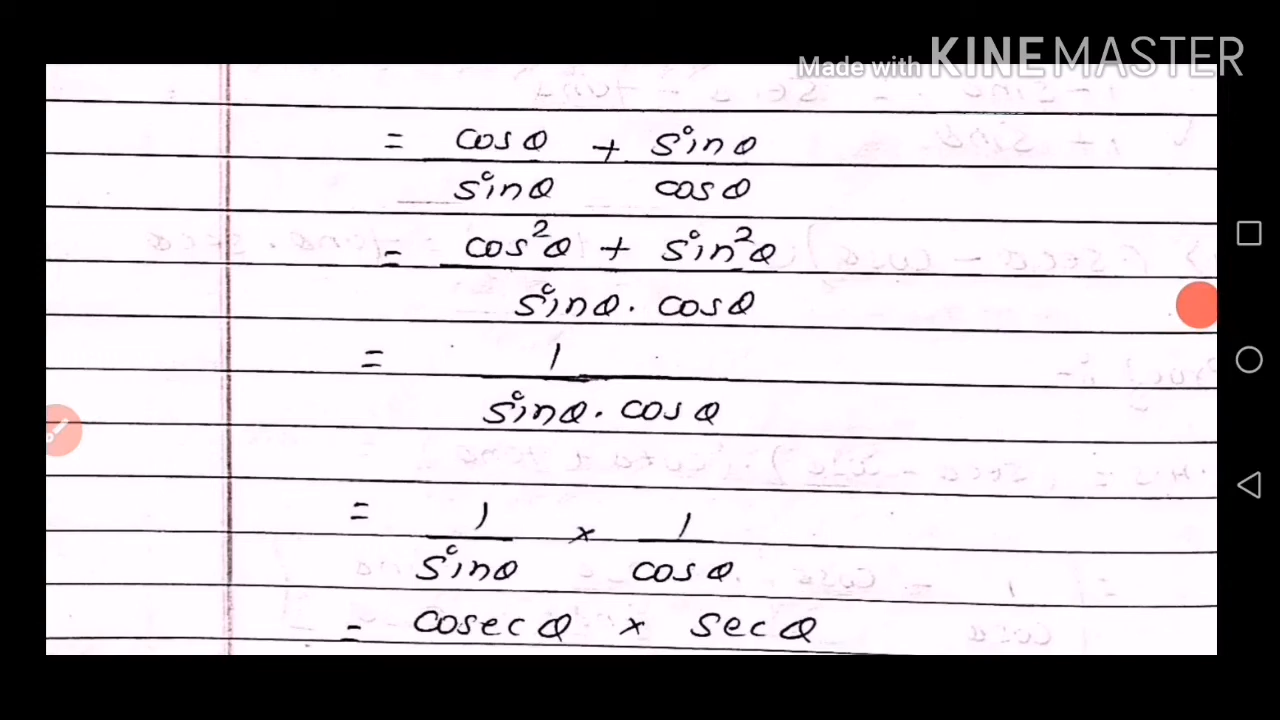 Made with KINEMASTER
= cosθ + sinθ
sinθ cosθ
= cos²θ + sin²θ
sinθ. cosθ
= 1
sinθ. cosθ
= 1 × 1
sinθ cosθ
= cosecθ × secθ